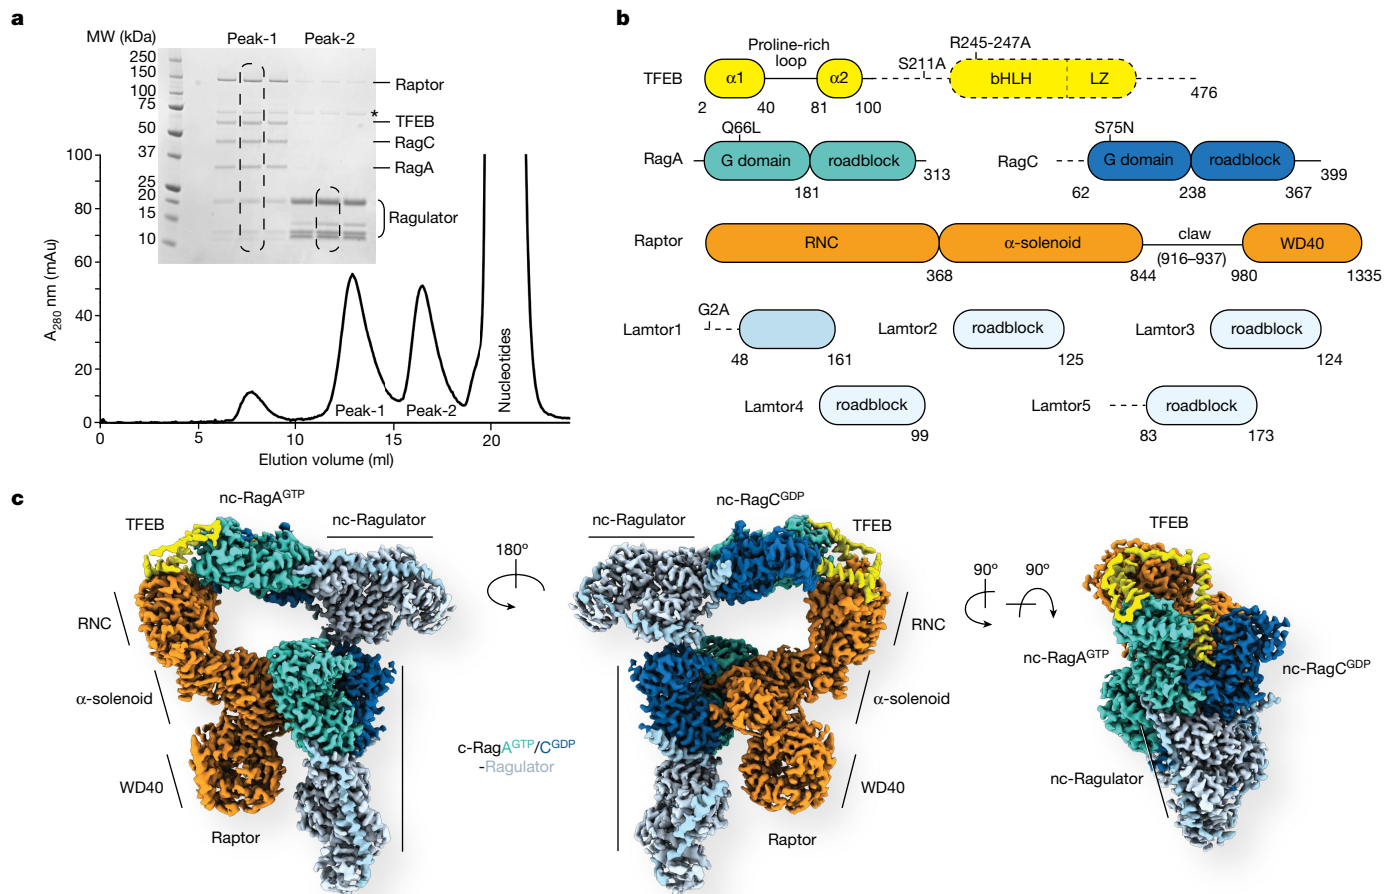 a
MW (kDa)
Peak-1
Peak-2
250
150
100
75
50
37
25
20
15
10
Raptor
*
TFEB
RagC
RagA
Ragulator
100
80
60
40
20
0
A280 nm (mAu)
Peak-1
Peak-2
Nucleotides
0
5
10
15
20
Elution volume (ml)
b
TFEB
α1
Proline-rich
loop
α2
S211A
R245-247A
bHLH
LZ
2
40
81
100
476
RagA
Q66L
G domain
roadblock
181
313
RagC
S75N
G domain
roadblock
62
238
367
399
Raptor
RNC
α-solenoid
claw
(916–937)
WD40
368
844
980
1335
Lamtor1
G2A
48
161
Lamtor2
roadblock
125
Lamtor3
roadblock
124
Lamtor4
roadblock
99
Lamtor5
roadblock
83
173
c
TFEB
nc-RagAGTP
nc-Ragulator
RNC
α-solenoid
WD40
Raptor
180º
c-RagAGTP/CGDP
-Ragulator
nc-Ragulator
nc-RagCGDP
TFEB
RNC
α-solenoid
WD40
Raptor
90º
90º
TFEB
nc-RagAGTP
nc-RagCGDP
nc-Ragulator